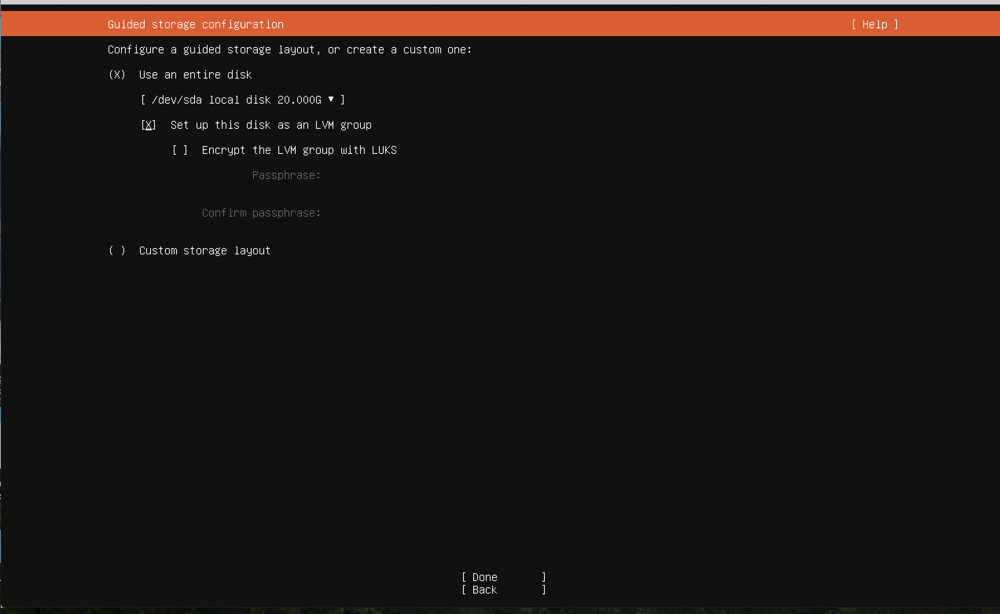 Guided storage configuration [ Help ]
Configure a guided storage layout, or create a custom one:
(X) Use an entire disk
[ /dev/sda local disk 20.000G ▾ ]
[X] Set up this disk as an LVM group
[ ] Encrypt the LVM group with LUKS
Passphrase:
Confirm passphrase:
( ) Custom storage layout
[ Done ]
[ Back ]